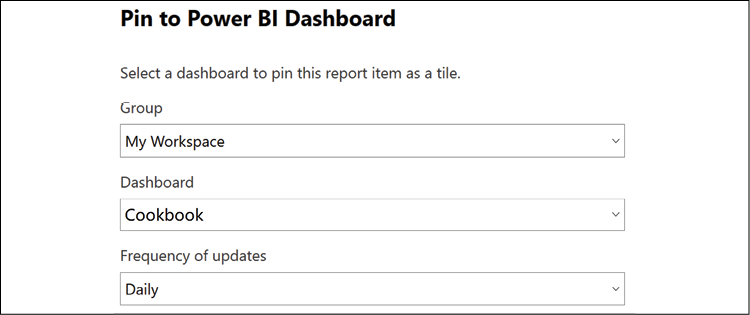 Pin to Power BI Dashboard
Select a dashboard to pin this report item as a tile.
Group
My Workspace
Dashboard
Cookbook
Frequency of updates
Daily